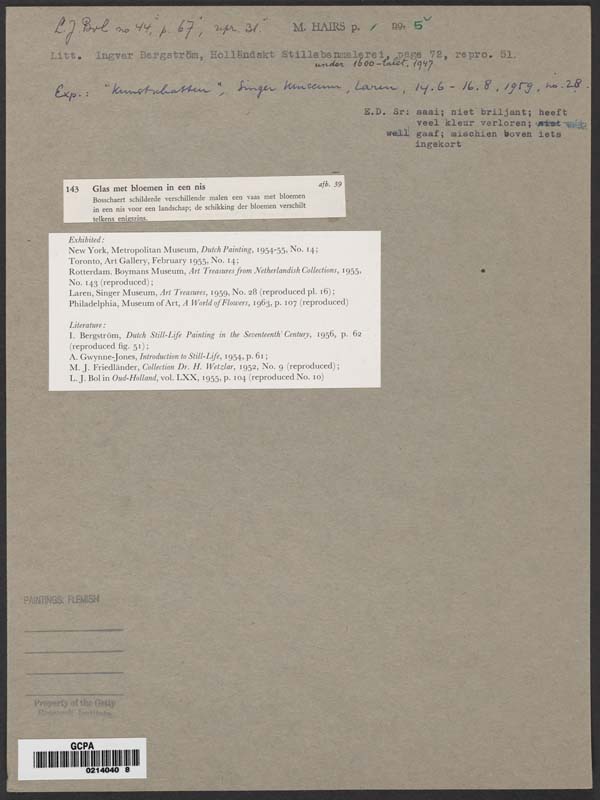 L. J. Bol no 44, p. 67, repr. 31 M. HAIRS p. 1 no. 5
Litt. Ingver Bergström, Holländskt Stillebenmalerei, page 72, repro. 51.
under 1600-talet, 1947
Exp.: "Kunstschatten", Singer Museum, Laren, 14.6 - 16.8, 1959, no. 28.
E.D. Sr: saai; niet briljant; heeft
veel kleur verloren;
well gaaf; mischien boven iets
ingekort
143 Glas met bloemen in een nis afb. 39
Bosschaert schilderde verschillende malen een vaas met bloemen
in een nis voor een landschap; de schikking der bloemen verschilt
telkens enigszins.
Exhibited:
New York, Metropolitan Museum, Dutch Painting, 1954-55, No. 14;
Toronto, Art Gallery, February 1955, No. 14;
Rotterdam, Boymans Museum, Art Treasures from Netherlandish Collections, 1955,
No. 143 (reproduced);
Laren, Singer Museum, Art Treasures, 1959, No. 28 (reproduced pl. 16);
Philadelphia, Museum of Art, A World of Flowers, 1963, p. 107 (reproduced)
Literature:
I. Bergström, Dutch Still-Life Painting in the Seventeenth Century, 1956, p. 62
(reproduced fig. 51);
A. Gwynne-Jones, Introduction to Still-Life, 1954, p. 61;
M. J. Friedländer, Collection Dr. H. Wetzlar, 1952, No. 9 (reproduced);
L. J. Bol in Oud-Holland, vol. LXX, 1955, p. 104 (reproduced No. 10)
PAINTINGS, FLEMISH
Property of the Getty
Research Institute
GCPA
0214040 8